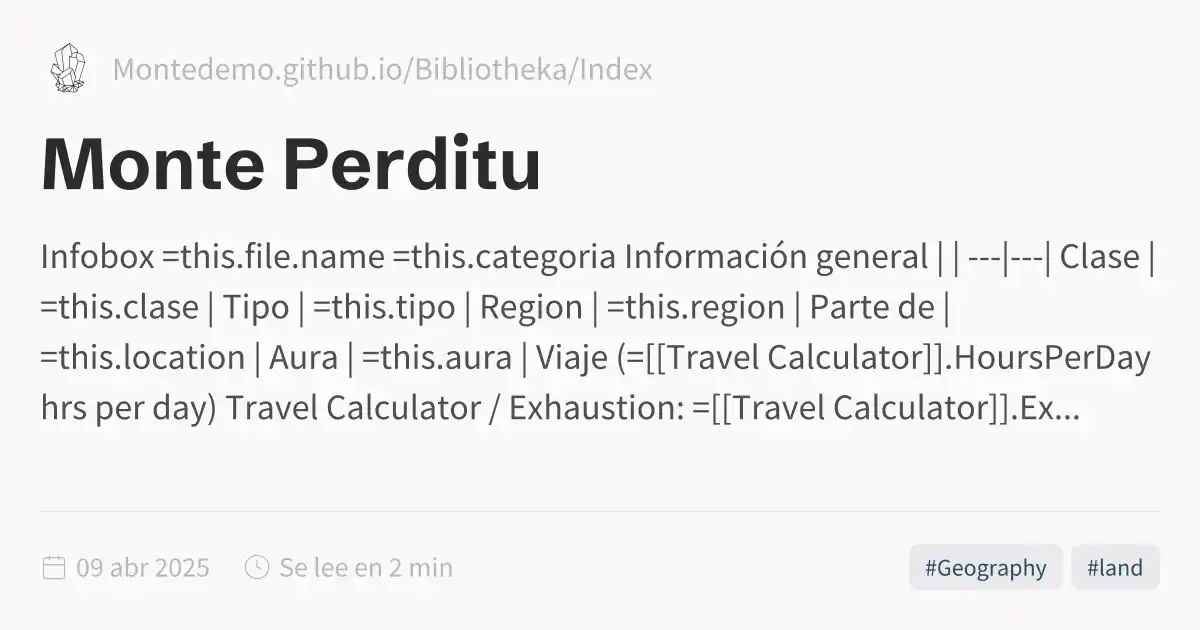 Montedemo.github.io/Bibliotheka/Index
Monte Perditu
Infobox =this.file.name =this.categoria Información general | | ---|---| Clase |
=this.clase | Tipo | =this.tipo | Region | =this.region | Parte de |
=this.location | Aura | =this.aura | Viaje (=[[Travel Calculator]].HoursPerDay
hrs per day) Travel Calculator / Exhaustion: =[[Travel Calculator]].Ex...
09 abr 2025 Se lee en 2 min #Geography #land